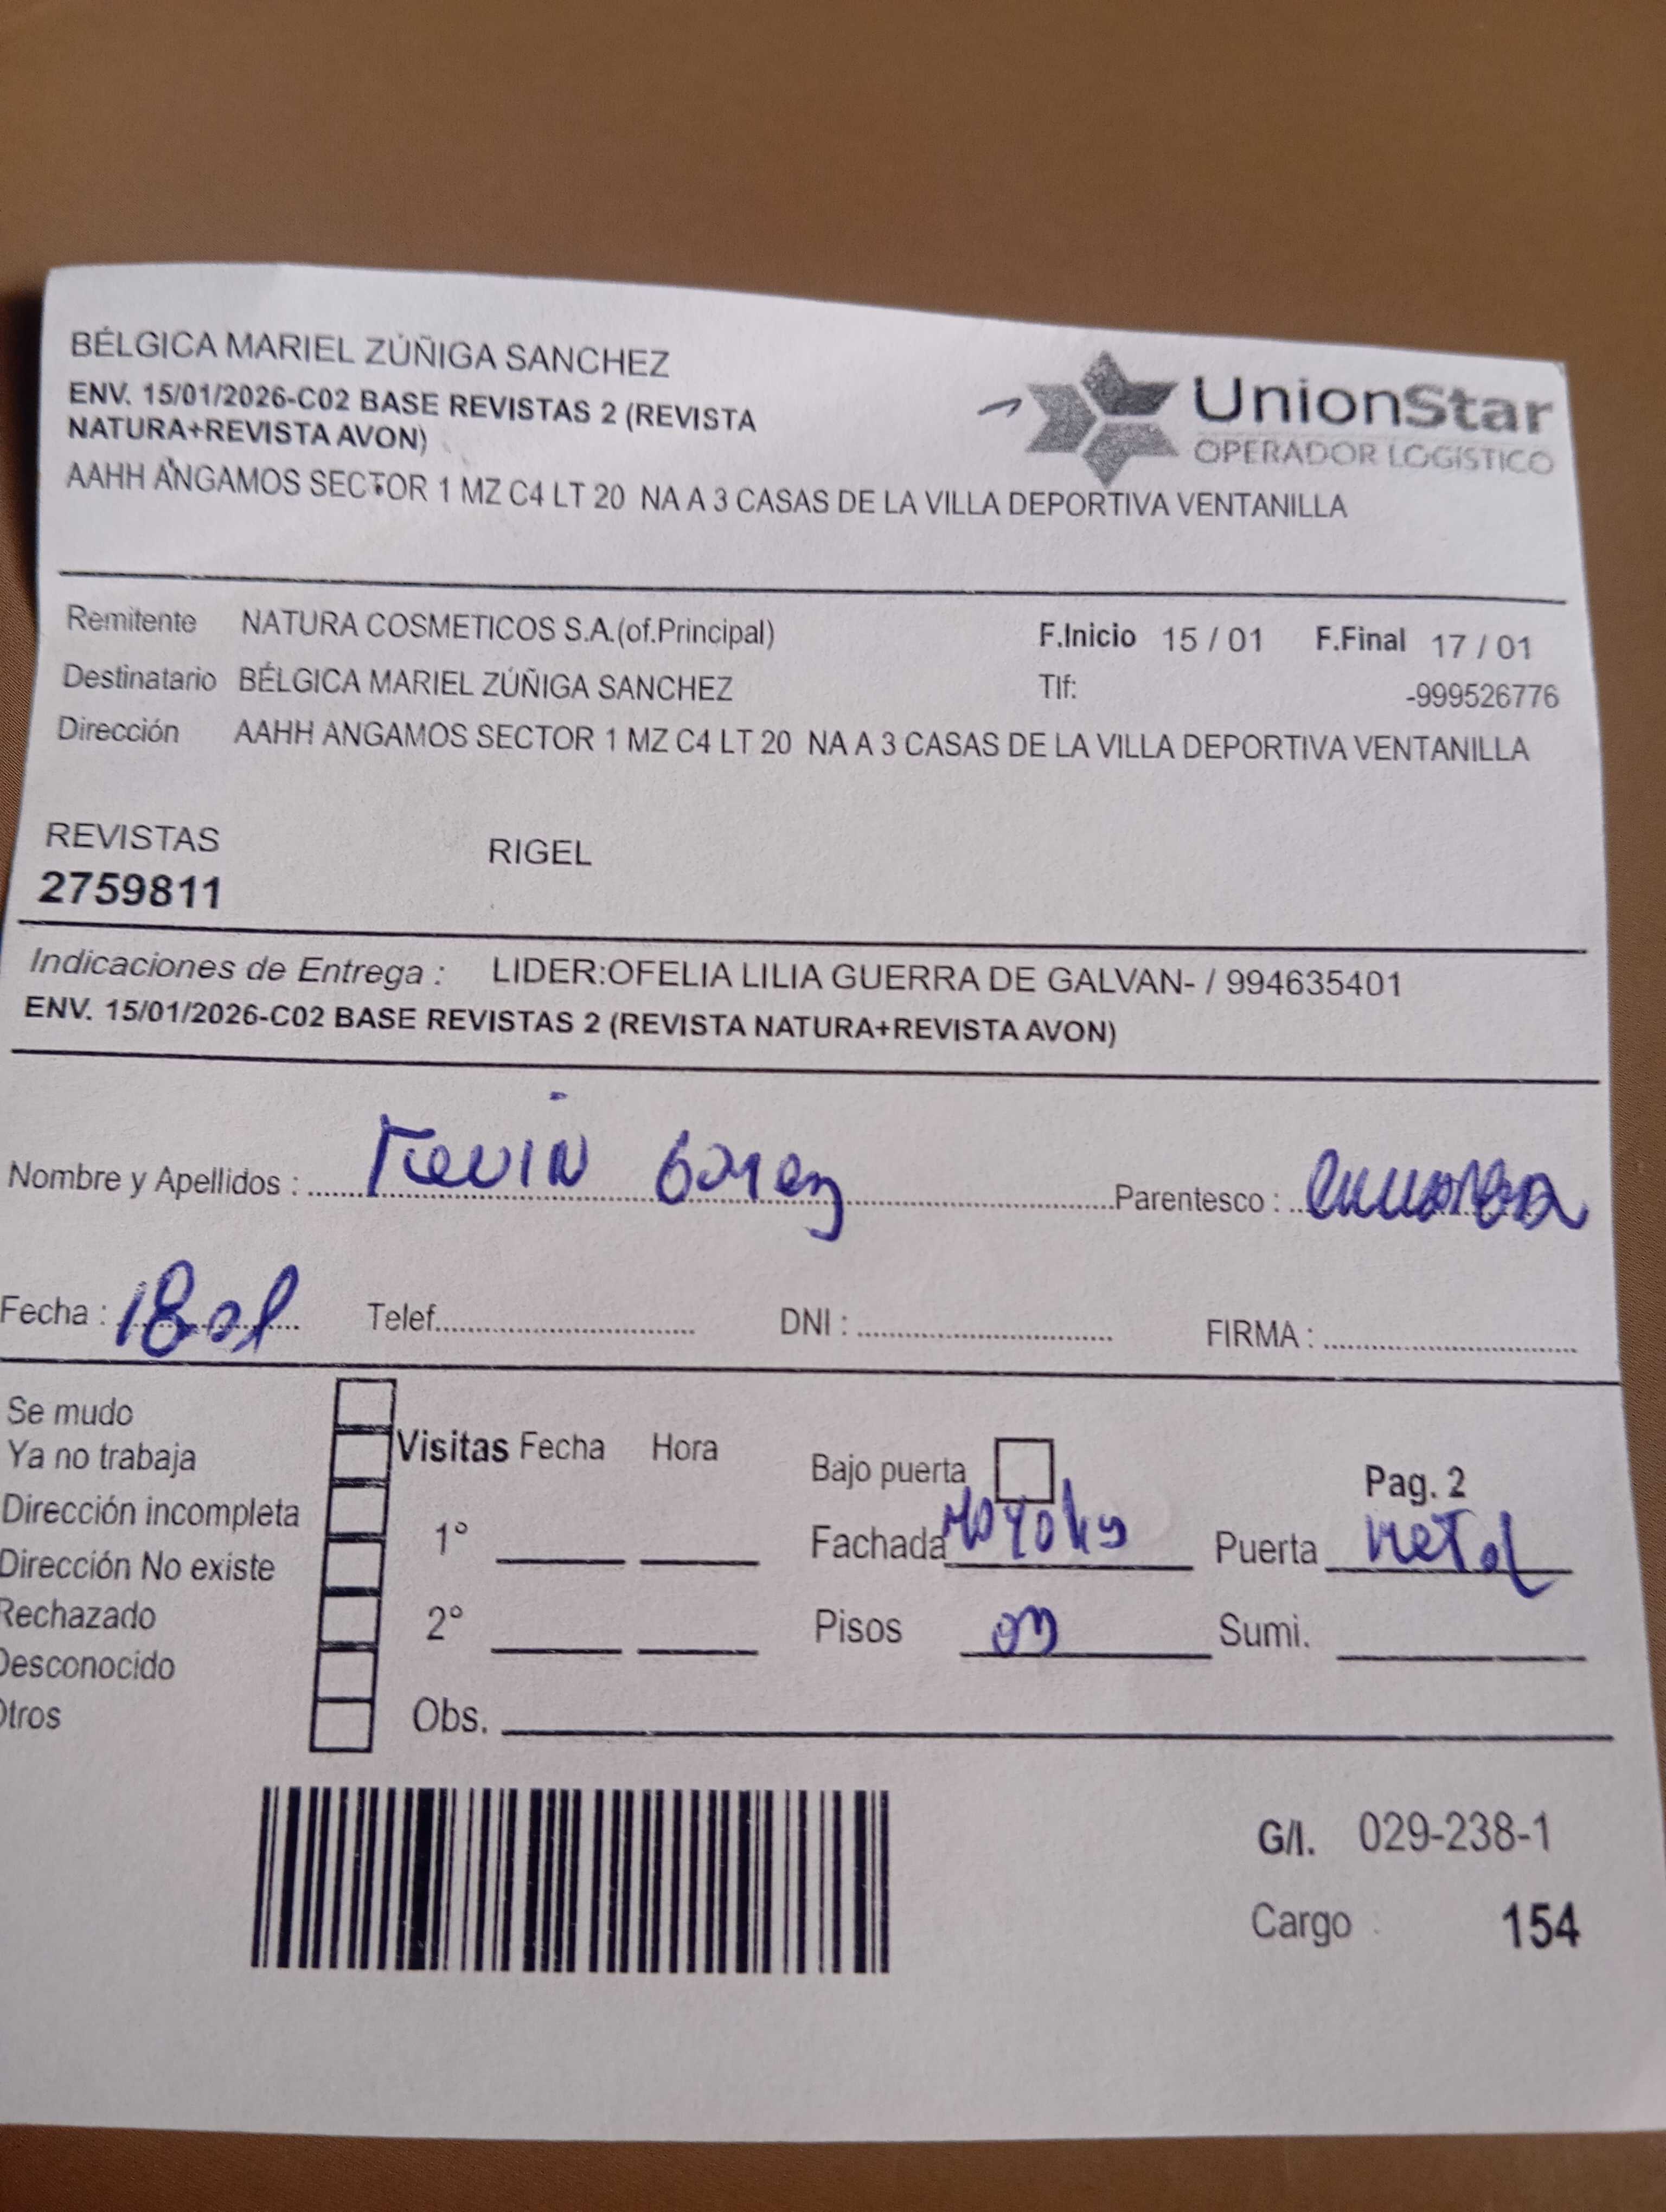 BÉLGICA MARIEL ZÚÑIGA SANCHEZ
ENV. 15/01/2026-C02 BASE REVISTAS 2 (REVISTA
NATURA+REVISTA AVON)
UnionStar
OPERADOR LOGÍSTICO
AAHH ANGAMOS SECTOR 1 MZ C4 LT 20 NA A 3 CASAS DE LA VILLA DEPORTIVA VENTANILLA
Remitente NATURA COSMETICOS S.A.(of.Principal) F.Inicio 15 / 01 F.Final 17 / 01
Destinatario BÉLGICA MARIEL ZÚÑIGA SANCHEZ Tlf: -999526776
Dirección AAHH ANGAMOS SECTOR 1 MZ C4 LT 20 NA A 3 CASAS DE LA VILLA DEPORTIVA VENTANILLA
REVISTAS RIGEL
2759811
Indicaciones de Entrega : LIDER:OFELIA LILIA GUERRA DE GALVAN- / 994635401
ENV. 15/01/2026-C02 BASE REVISTAS 2 (REVISTA NATURA+REVISTA AVON)
Nombre y Apellidos : Kevin Parentesco :
Fecha : 18 01 Telef. DNI : FIRMA :
Se mudo
Ya no trabaja
Dirección incompleta
Dirección No existe
Rechazado
Desconocido
Otros
Visitas Fecha Hora
1°
2°
Obs.
Bajo puerta Pag. 2
Fachada Puerta Metal
Pisos Sumi.
G/I. 029-238-1
Cargo 154